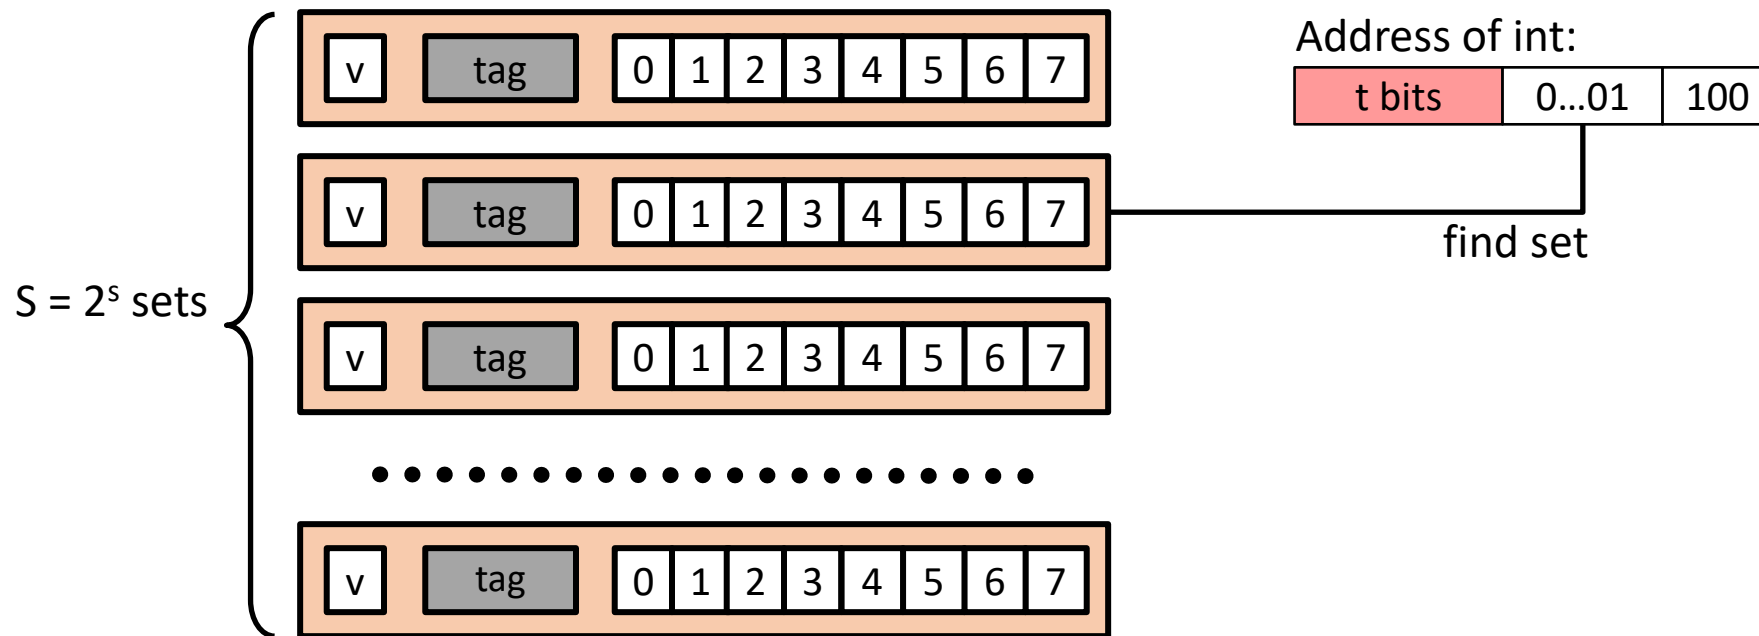 v tag 0 1 2 3 4 5 6 7
Address of int:
t bits 0...01 100
v tag 0 1 2 3 4 5 6 7
find set
S = 2ˢ sets
v tag 0 1 2 3 4 5 6 7
v tag 0 1 2 3 4 5 6 7